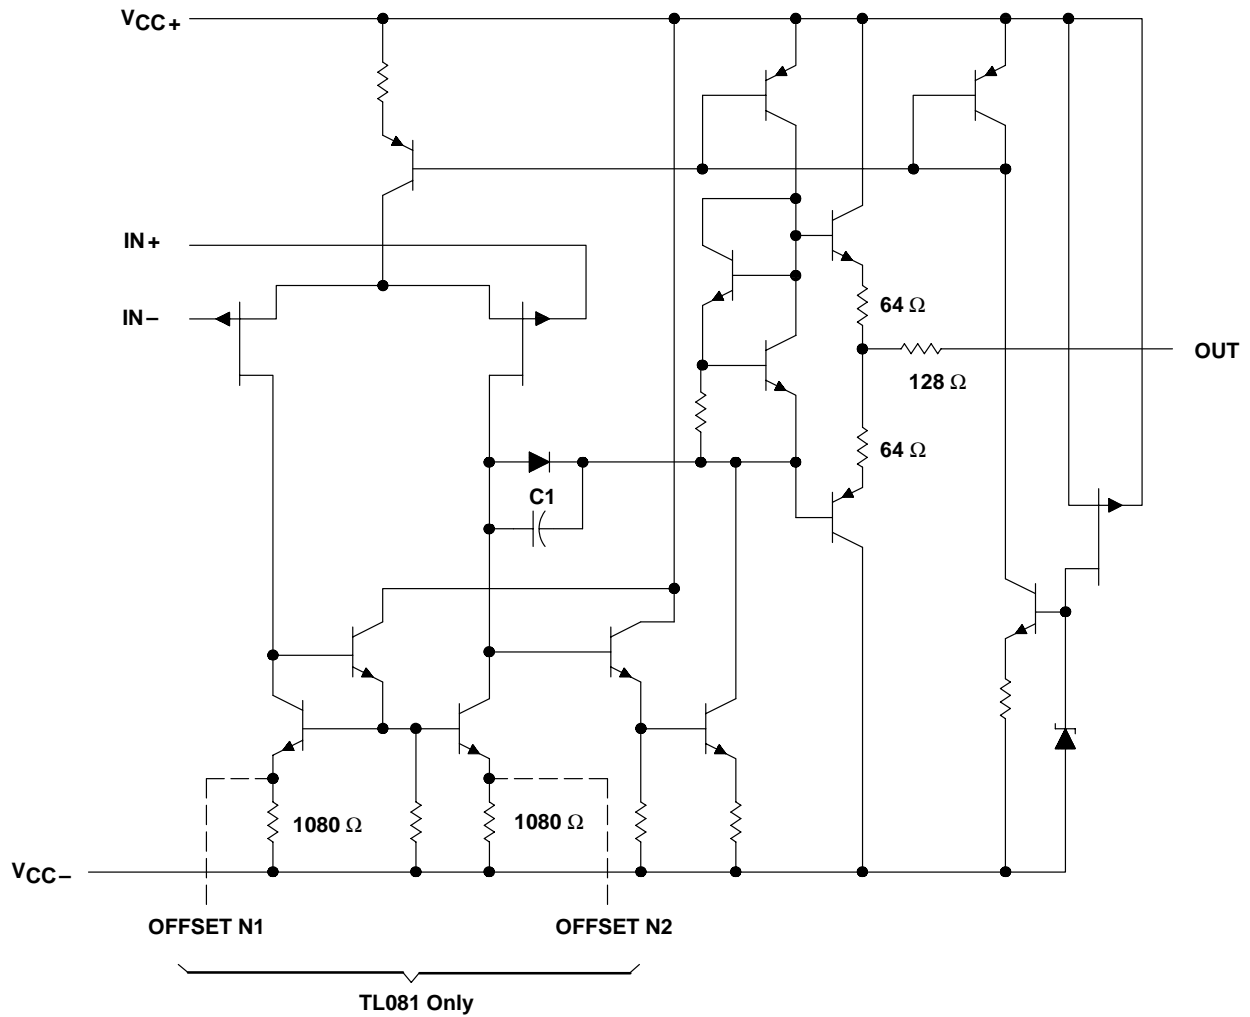 VCC+
IN+
IN−
64 Ω
OUT
128 Ω
64 Ω
C1
1080 Ω
1080 Ω
VCC−
OFFSET N1
OFFSET N2
TL081 Only